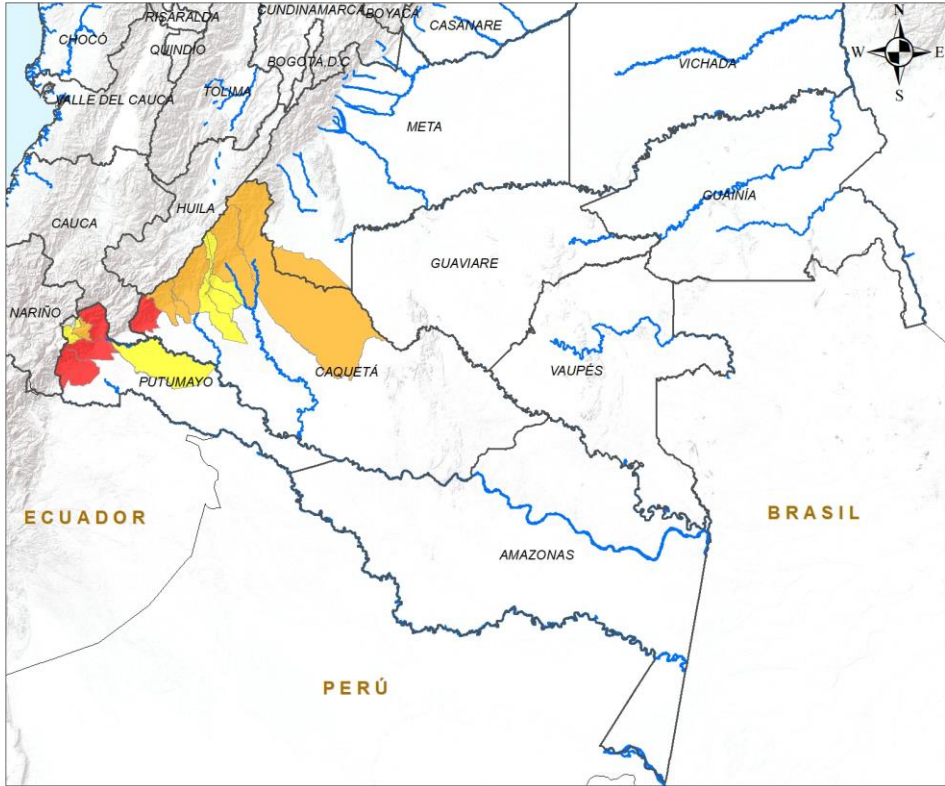 CUNDINAMARCA
BOYACÁ
RISARALDA
CASANARE
N
CHOCÓ
QUINDÍO
BOGOTÁ, D.C
W
E
VICHADA
S
VALLE DEL CAUCA
TOLIMA
META
GUAINÍA
CAUCA
HUILA
GUAVIARE
NARIÑO
CAQUETÁ
VAUPÉS
PUTUMAYO
ECUADOR
BRASIL
AMAZONAS
PERÚ